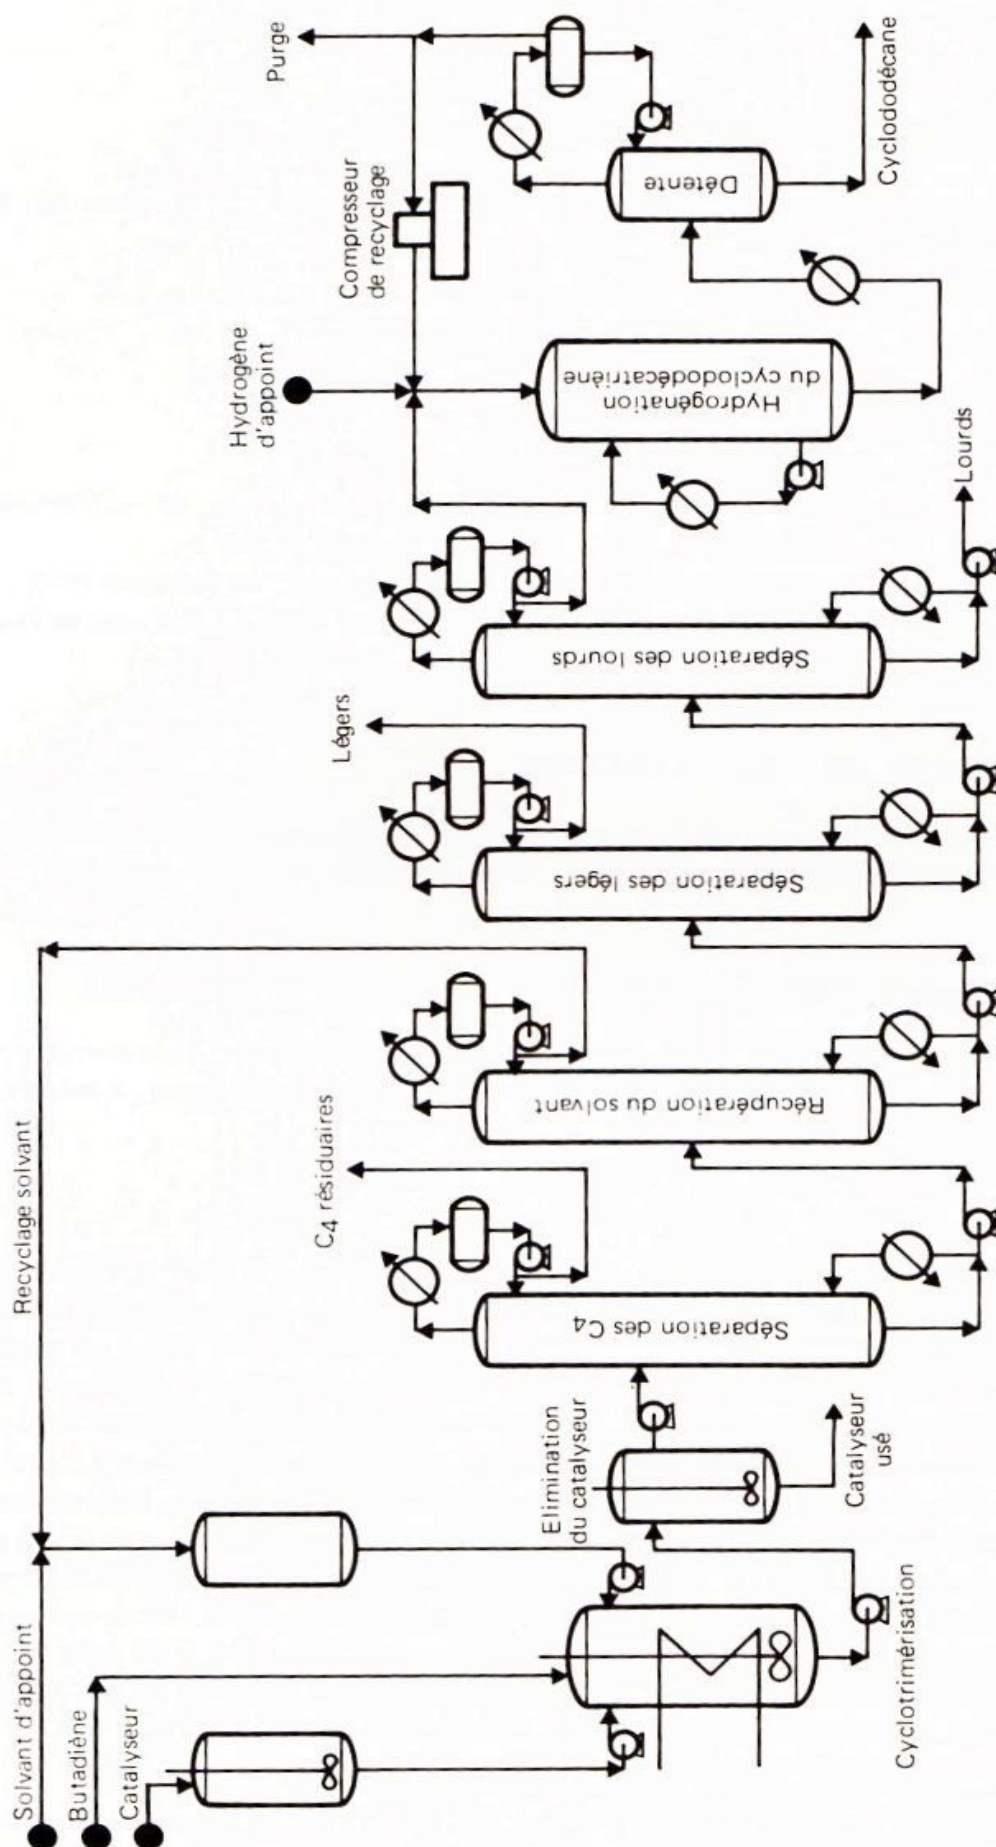 Solvant d'appoint
Butadiène
Catalyseur
Recyclage solvant
Cyclotrimérisation
Elimination
du catalyseur
Catalyseur
usé
Séparation des C4
C4 résiduaires
Récupération du solvant
Séparation des légers
Légers
Séparation des lourds
Lourds
Hydrogène
d'appoint
Hydrogénation
du cyclododécatriène
Compresseur
de recyclage
Purge
Détente
Cyclododécane